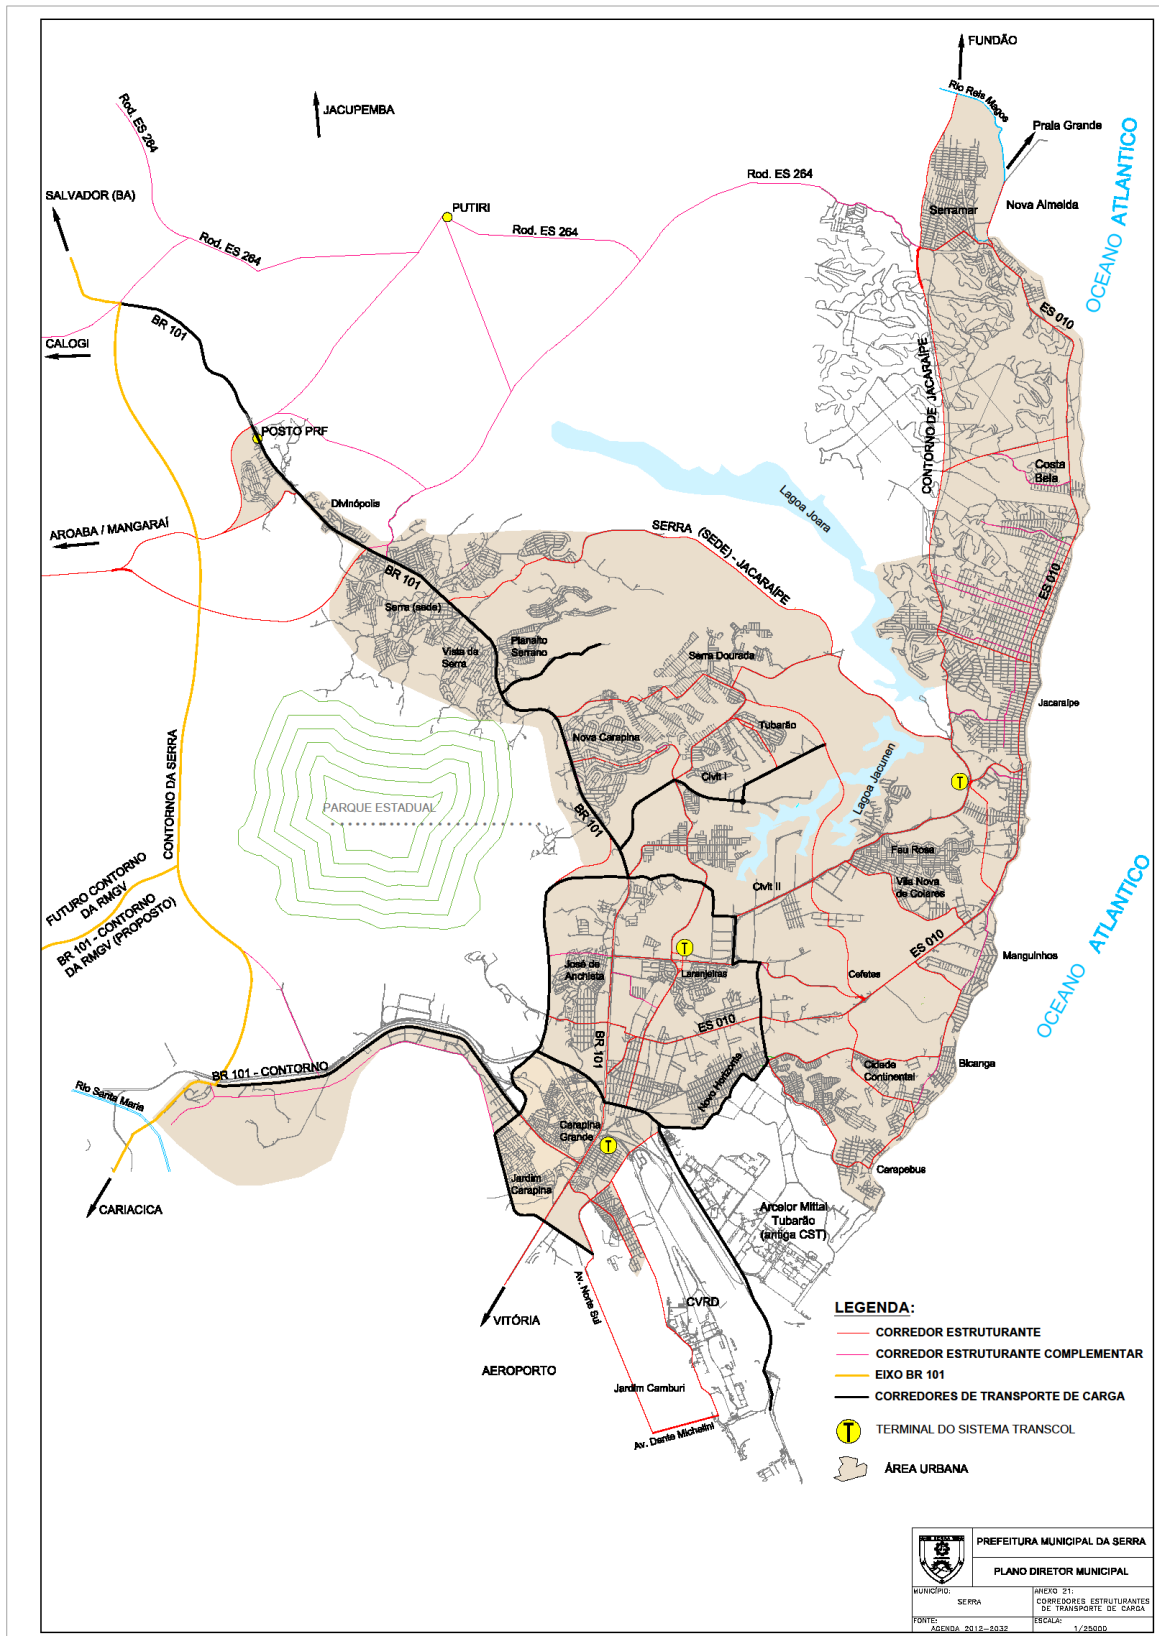 FUNDÃO
Rio Reis Magos
Rod. ES 264
JACUPEMBA
Praia Grande
OCEANO ATLANTICO
Rod. ES 264
SALVADOR (BA)
PUTIRI
Serramar
Nova Almeida
Rod. ES 264
Rod. ES 264
ES 010
BR 101
CALOGI
CONTORNO DE JACARAÍPE
POSTO PRF
Costa
Bela
Lagoa Joara
Divinópolis
AROABA / MANGARAÍ
SERRA (SEDE) - JACARAÍPE
BR 101
ES 010
Serra (sede)
Planalto
Serrano
Vista da
Serra
Serra Dourada
Jacaraípe
Tubarão
Nova Carapina
CONTORNO DA SERRA
Civit I
Lagoa Jacunen
T
PARQUE ESTADUAL
BR 101
Feu Rosa
FUTURO CONTORNO
DA RMGV
Civit II
Vila Nova
de Colares
BR 101 - CONTORNO
DA RMGV (PROPOSTO)
OCEANO ATLANTICO
ES 010
T
Manguinhos
José de
Anchieta
Laranjeiras
Cefetes
ES 010
BR 101
BR 101 - CONTORNO
Novo Horizonte
Cidade
Continental
Bicanga
Rio Santa Maria
Carapina
Grande
T
Jardim
Carapina
Carapebus
CARIACICA
Arcelor Mittal
Tubarão
(antiga CST)
Av. Norte Sul
CVRD
VITÓRIA
AEROPORTO
Jardim Camburi
Av. Dante Michelini
LEGENDA:
CORREDOR ESTRUTURANTE
CORREDOR ESTRUTURANTE COMPLEMENTAR
EIXO BR 101
CORREDORES DE TRANSPORTE DE CARGA
T TERMINAL DO SISTEMA TRANSCOL
ÁREA URBANA
PREFEITURA MUNICIPAL DA SERRA
PLANO DIRETOR MUNICIPAL
MUNICÍPIO:
SERRA
ANEXO 21:
CORREDORES ESTRUTURANTES
DE TRANSPORTE DE CARGA
FONTE:
AGENDA 2012-2032
ESCALA:
1/25000